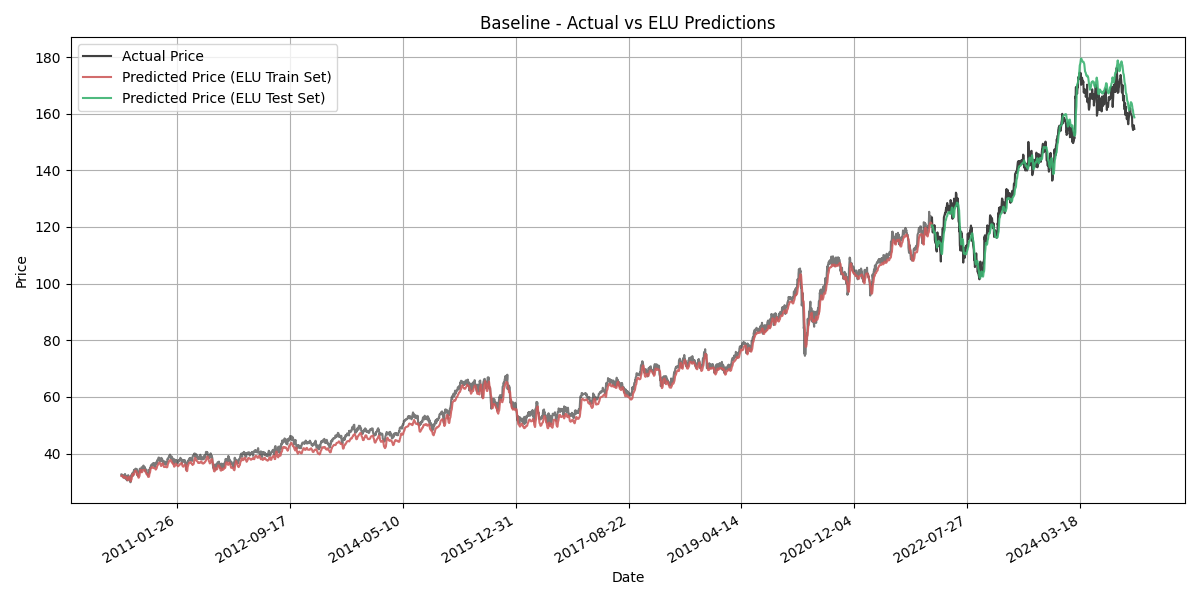 Baseline - Actual vs ELU Predictions
Actual Price
Predicted Price (ELU Train Set)
Predicted Price (ELU Test Set)
180
160
140
120
100
80
60
40
Price
2011-01-26
2012-09-17
2014-05-10
2015-12-31
2017-08-22
2019-04-14
2020-12-04
2022-07-27
2024-03-18
Date